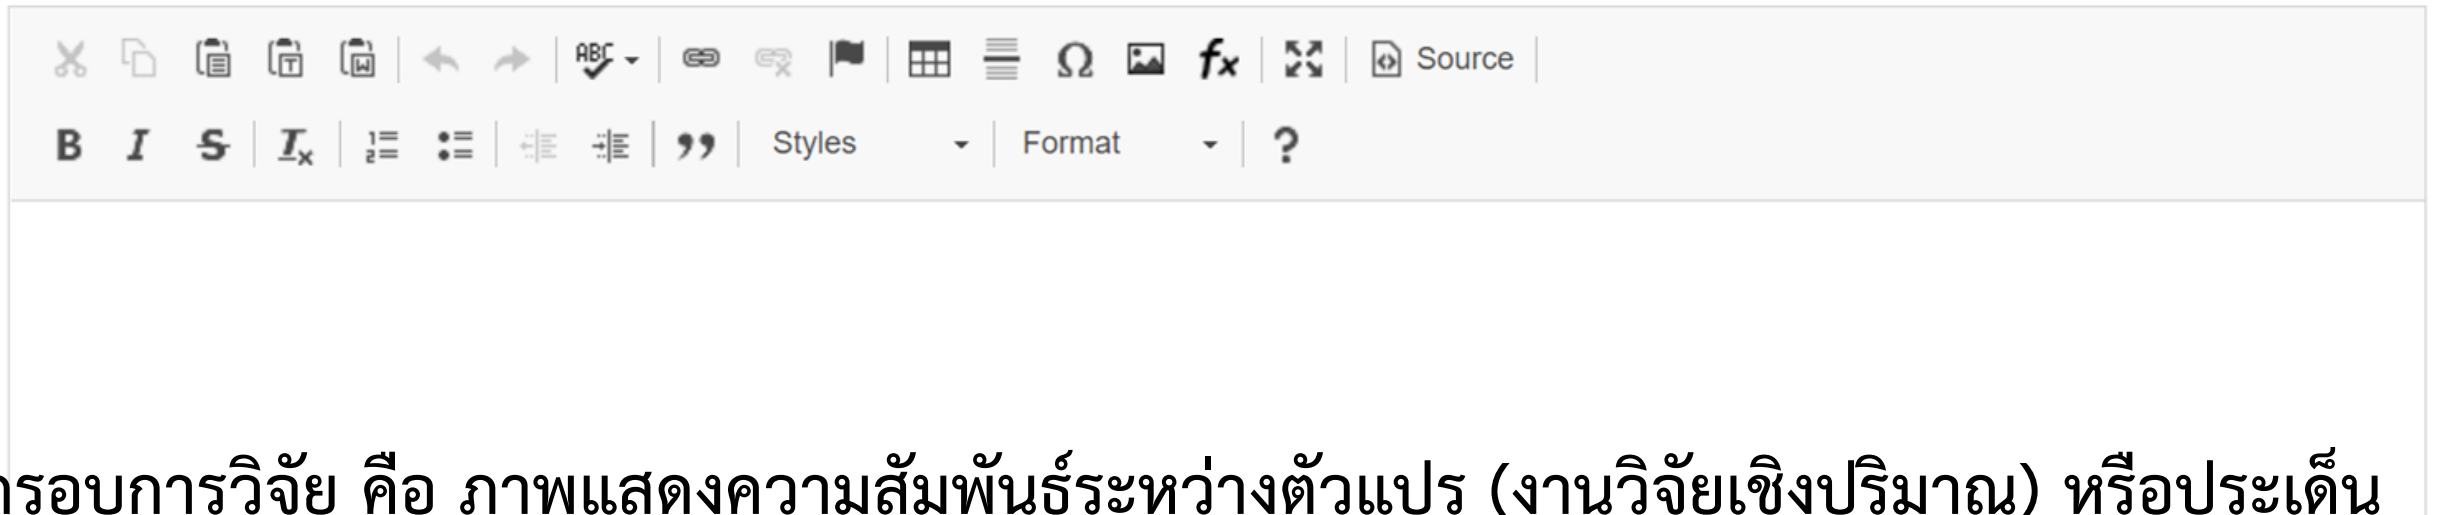 Source
Styles Format
กรอบการวิจัย คือ ภาพแสดงความสัมพันธ์ระหว่างตัวแปร (งานวิจัยเชิงปริมาณ) หรือประเด็น